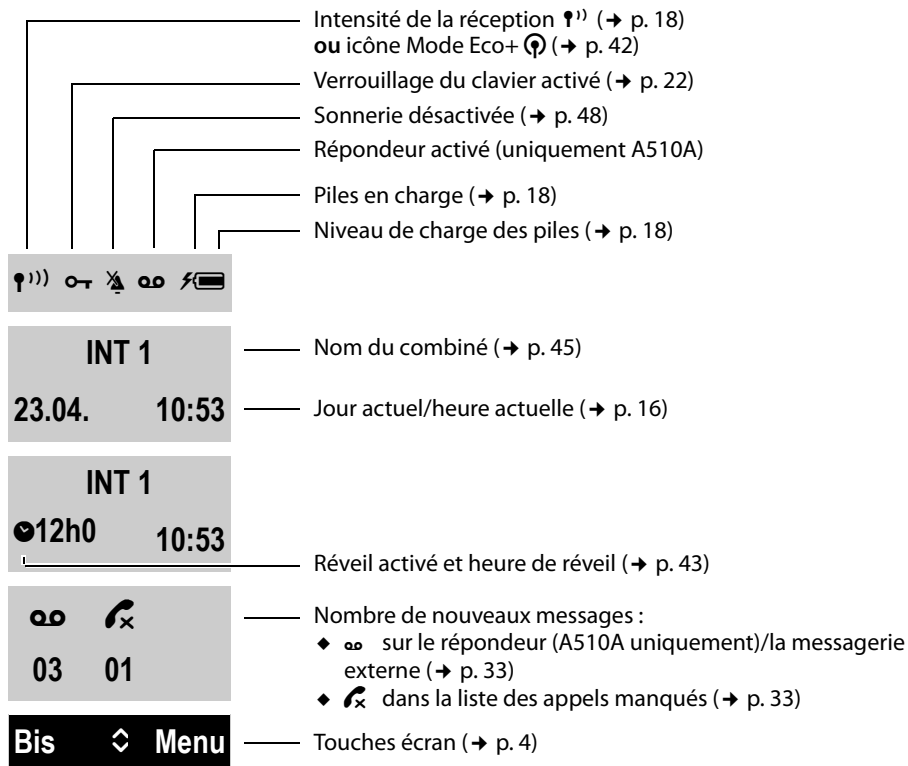 Intensité de la réception (➔ p. 18)
ou icône Mode Eco+ (➔ p. 42)
Verrouillage du clavier activé (➔ p. 22)
Sonnerie désactivée (➔ p. 48)
Répondeur activé (uniquement A510A)
Piles en charge (➔ p. 18)
Niveau de charge des piles (➔ p. 18)
INT 1
Nom du combiné (➔ p. 45)
23.04. 10:53
Jour actuel/heure actuelle (➔ p. 16)
INT 1
12h0 10:53
Réveil activé et heure de réveil (➔ p. 43)
Nombre de nouveaux messages :
◆ sur le répondeur (A510A uniquement)/la messagerie
externe (➔ p. 33)
03 01
◆ dans la liste des appels manqués (➔ p. 33)
Bis Menu
Touches écran (➔ p. 4)